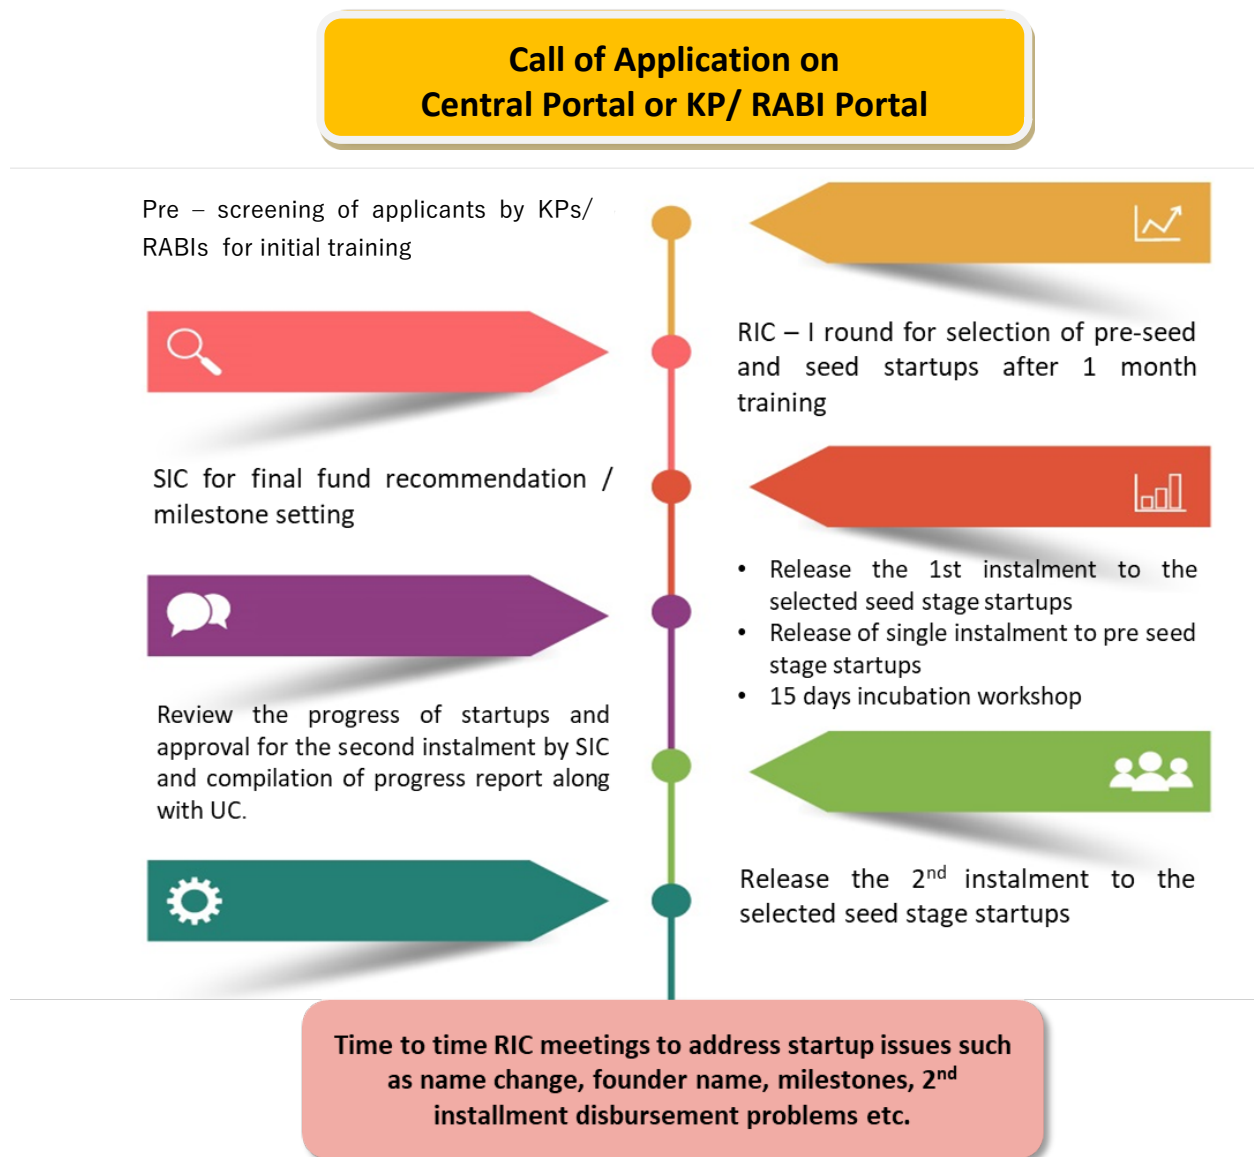 Call of Application on
Central Portal or KP/ RABI Portal
Pre – screening of applicants by KPs/
RABIs for initial training
RIC – I round for selection of pre-seed
and seed startups after 1 month
training
SIC for final fund recommendation /
milestone setting
• Release the 1st instalment to the
selected seed stage startups
• Release of single instalment to pre seed
stage startups
• 15 days incubation workshop
Review the progress of startups and
approval for the second instalment by SIC
and compilation of progress report along
with UC.
Release the 2nd instalment to the
selected seed stage startups
Time to time RIC meetings to address startup issues such
as name change, founder name, milestones, 2nd
installment disbursement problems etc.